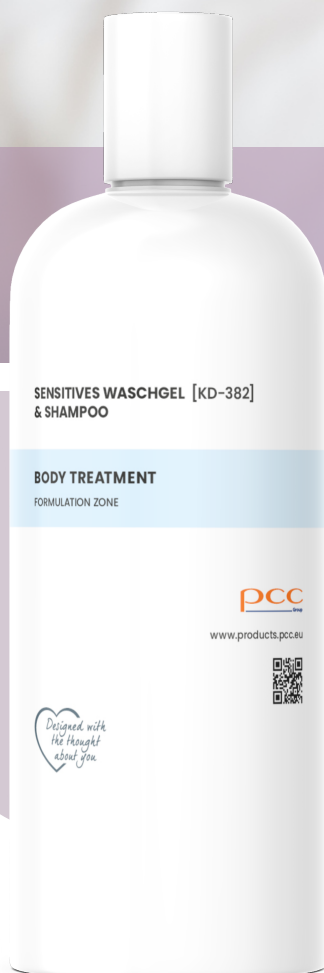 SENSITIVES WASCHGEL [KD-382]
& SHAMPOO
BODY TREATMENT
FORMULATION ZONE
pcc
Group
www.products.pcc.eu
Designed with
the thought
about you